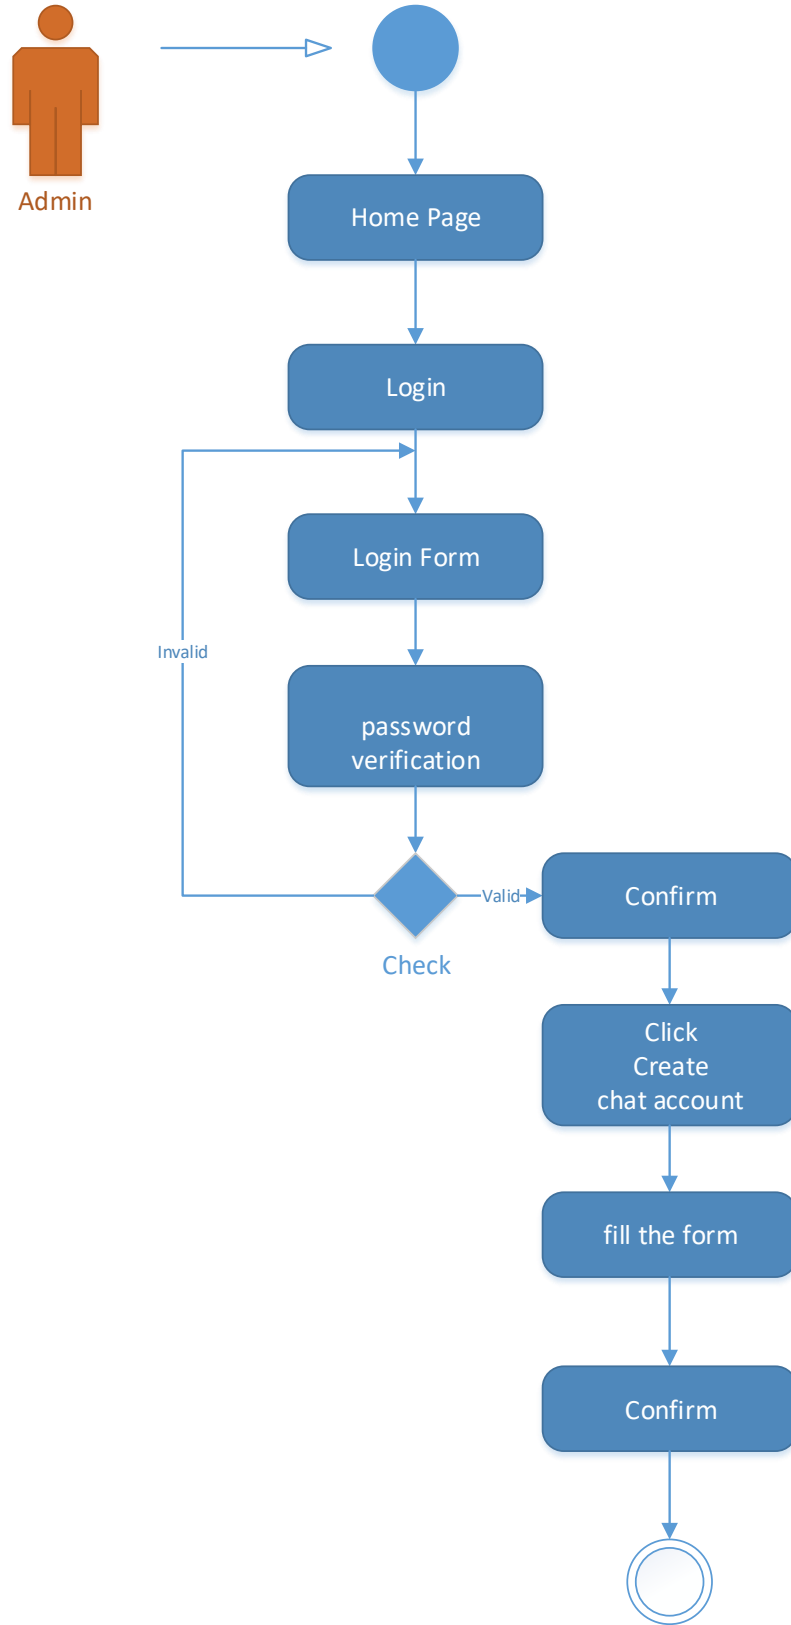 Admin
Home Page
Login
Login Form
Invalid
password
verification
Valid
Check
Confirm
Click
Create
chat account
fill the form
Confirm